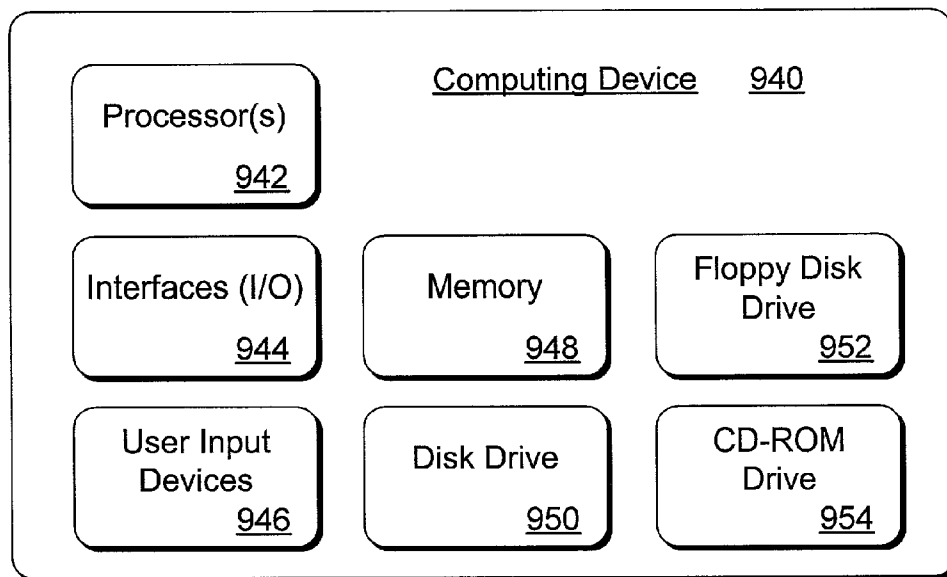 Computing Device 940
Processor(s)
942
Interfaces (I/O)
944
Memory
948
Floppy Disk
Drive
952
User Input
Devices
946
Disk Drive
950
CD-ROM
Drive
954